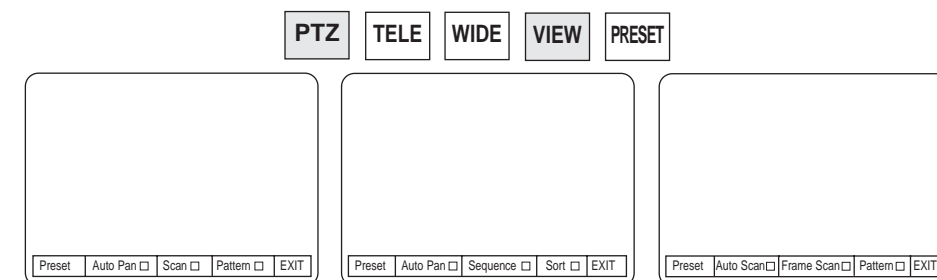 PTZ TELE WIDE VIEW PRESET
Preset Auto Pan □ Scan □ Pattern □ EXIT
Preset Auto Pan □ Sequence □ Sort □ EXIT
Preset Auto Scan □ Frame Scan □ Pattern □ EXIT